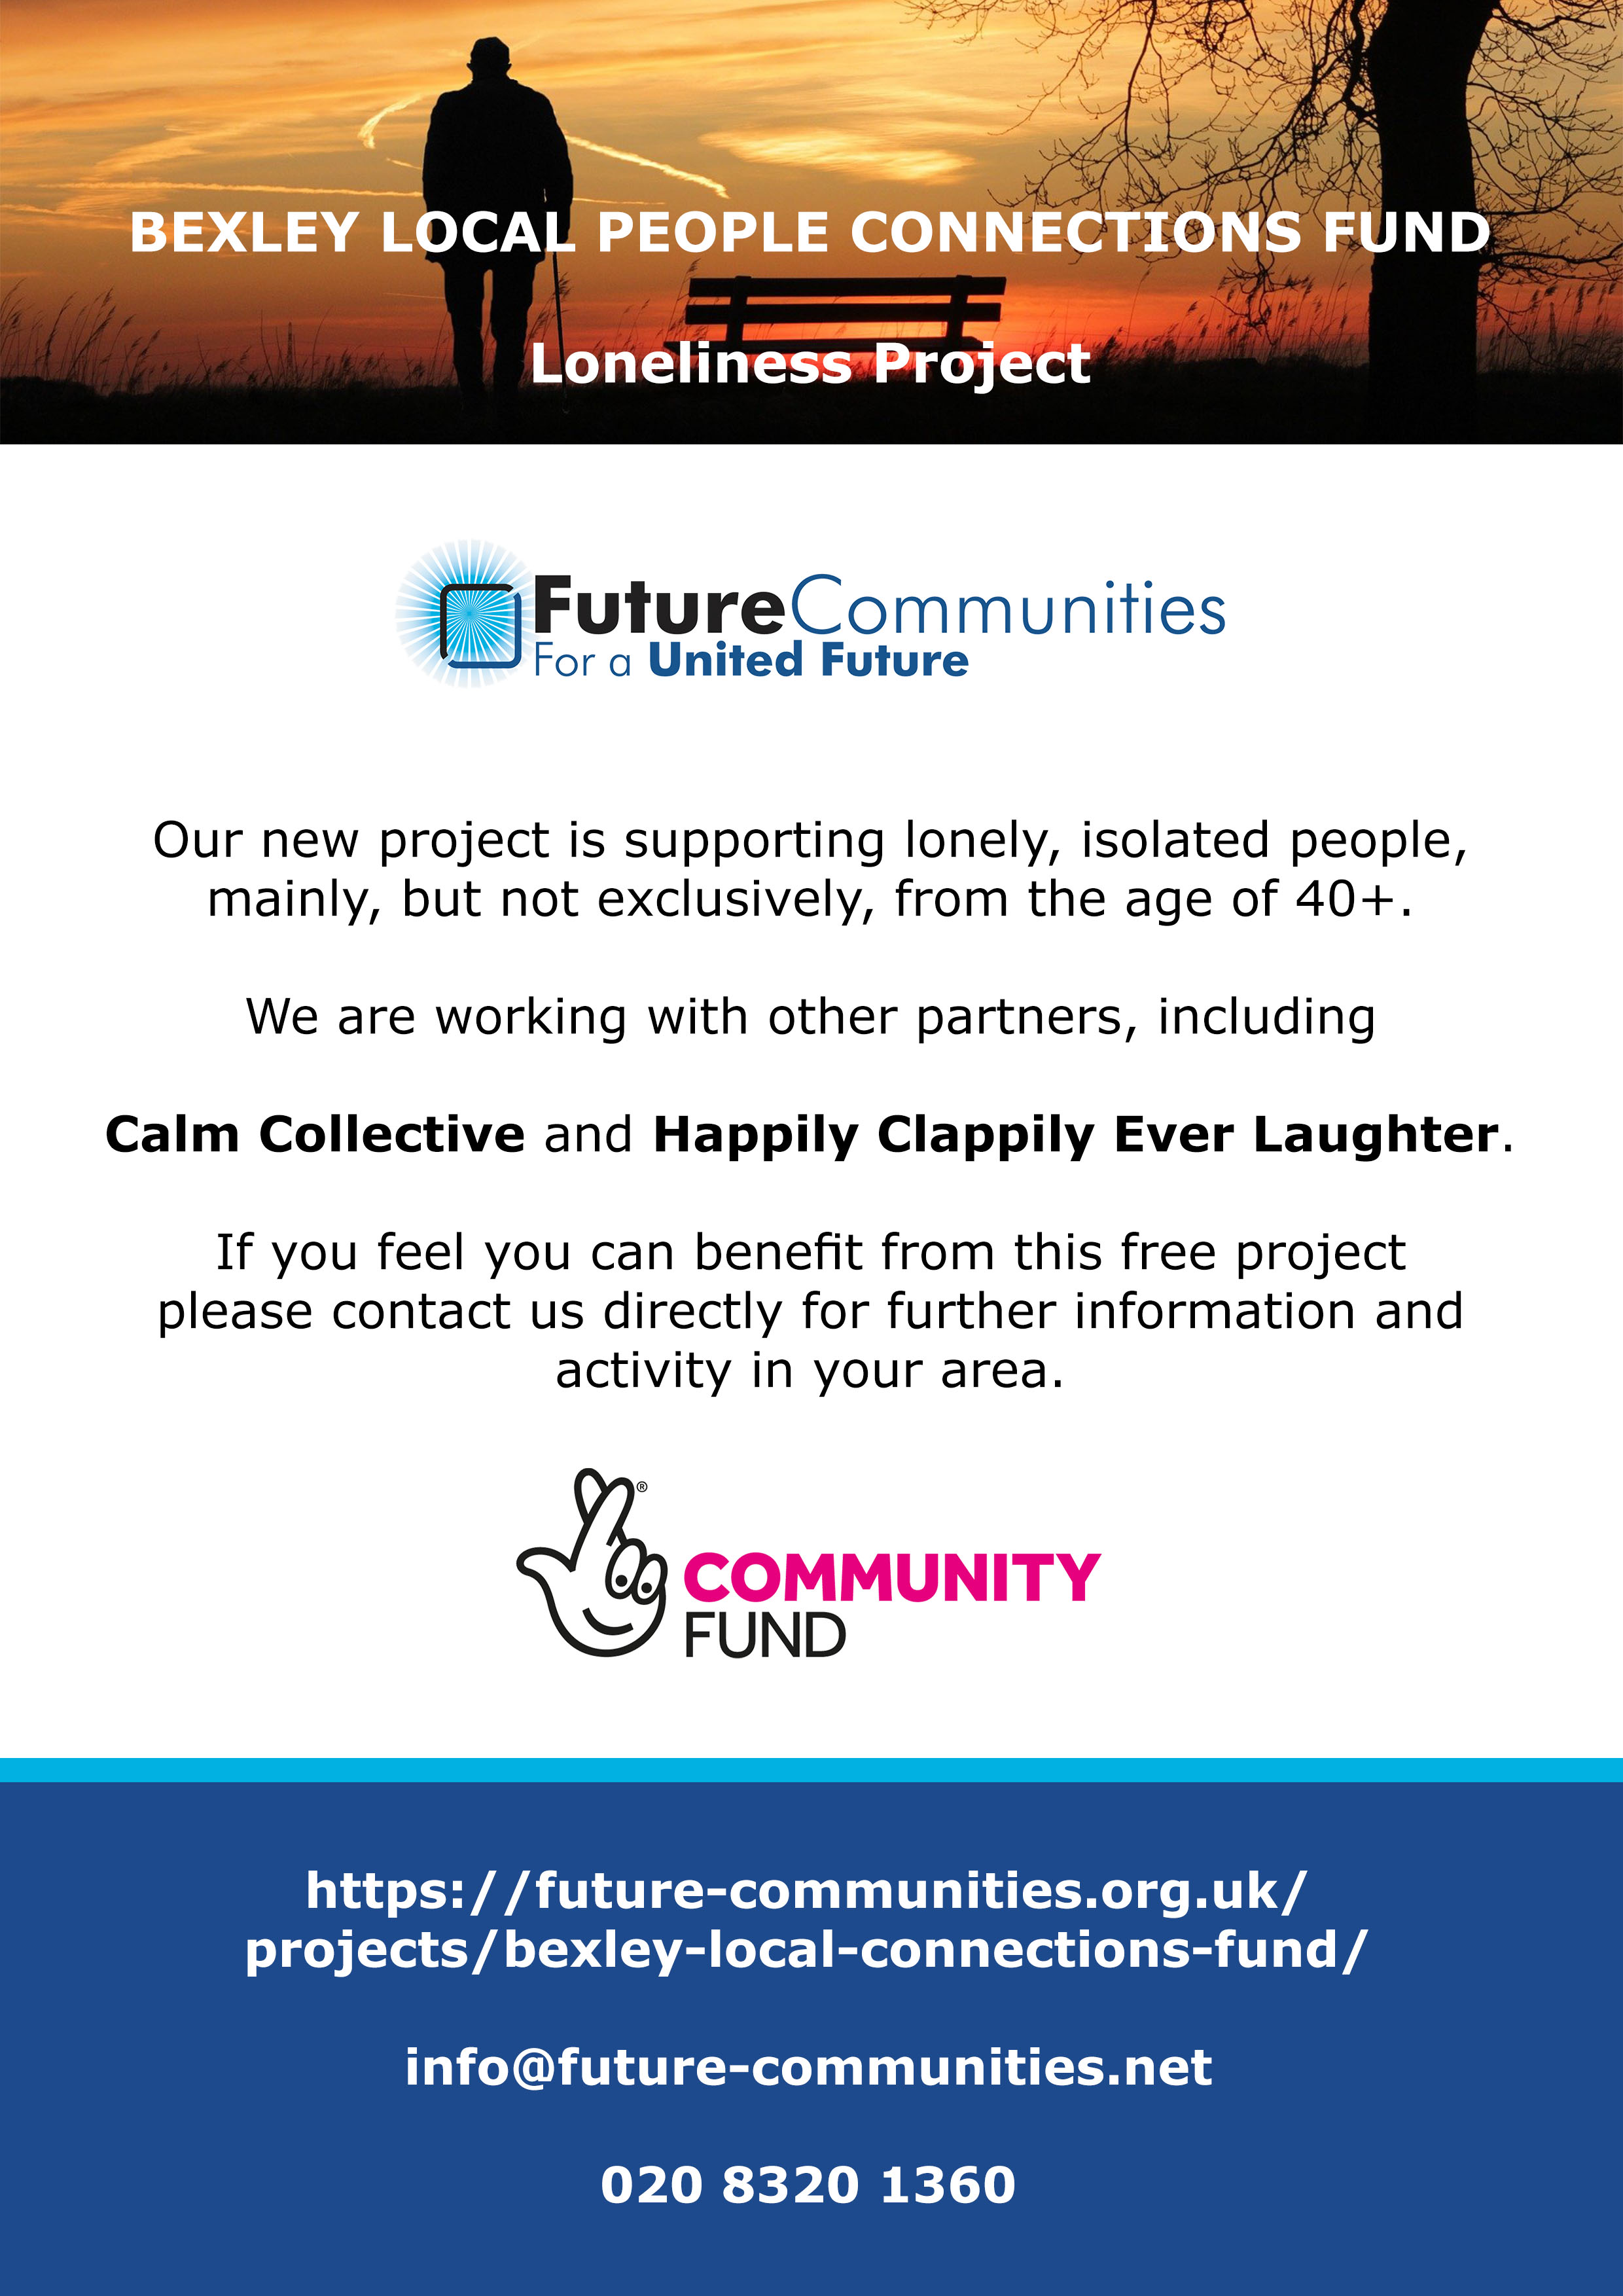 BEXLEY LOCAL PEOPLE CONNECTIONS FUND
Loneliness Project
FutureCommunities
For a United Future
Our new project is supporting lonely, isolated people,
mainly, but not exclusively, from the age of 40+.
We are working with other partners, including
Calm Collective and Happily Clappily Ever Laughter.
If you feel you can benefit from this free project
please contact us directly for further information and
activity in your area.
®
COMMUNITY
FUND
https://future-communities.org.uk/
projects/bexley-local-connections-fund/
info@future-communities.net
020 8320 1360